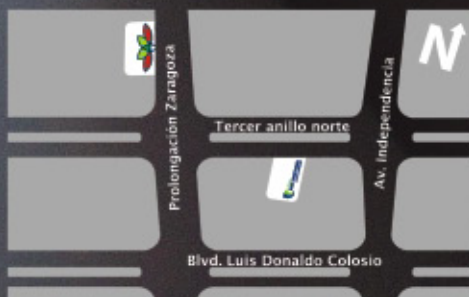 N
Prolongación Zaragoza
Av. Independencia
Tercer anillo norte
Blvd. Luis Donaldo Colosio